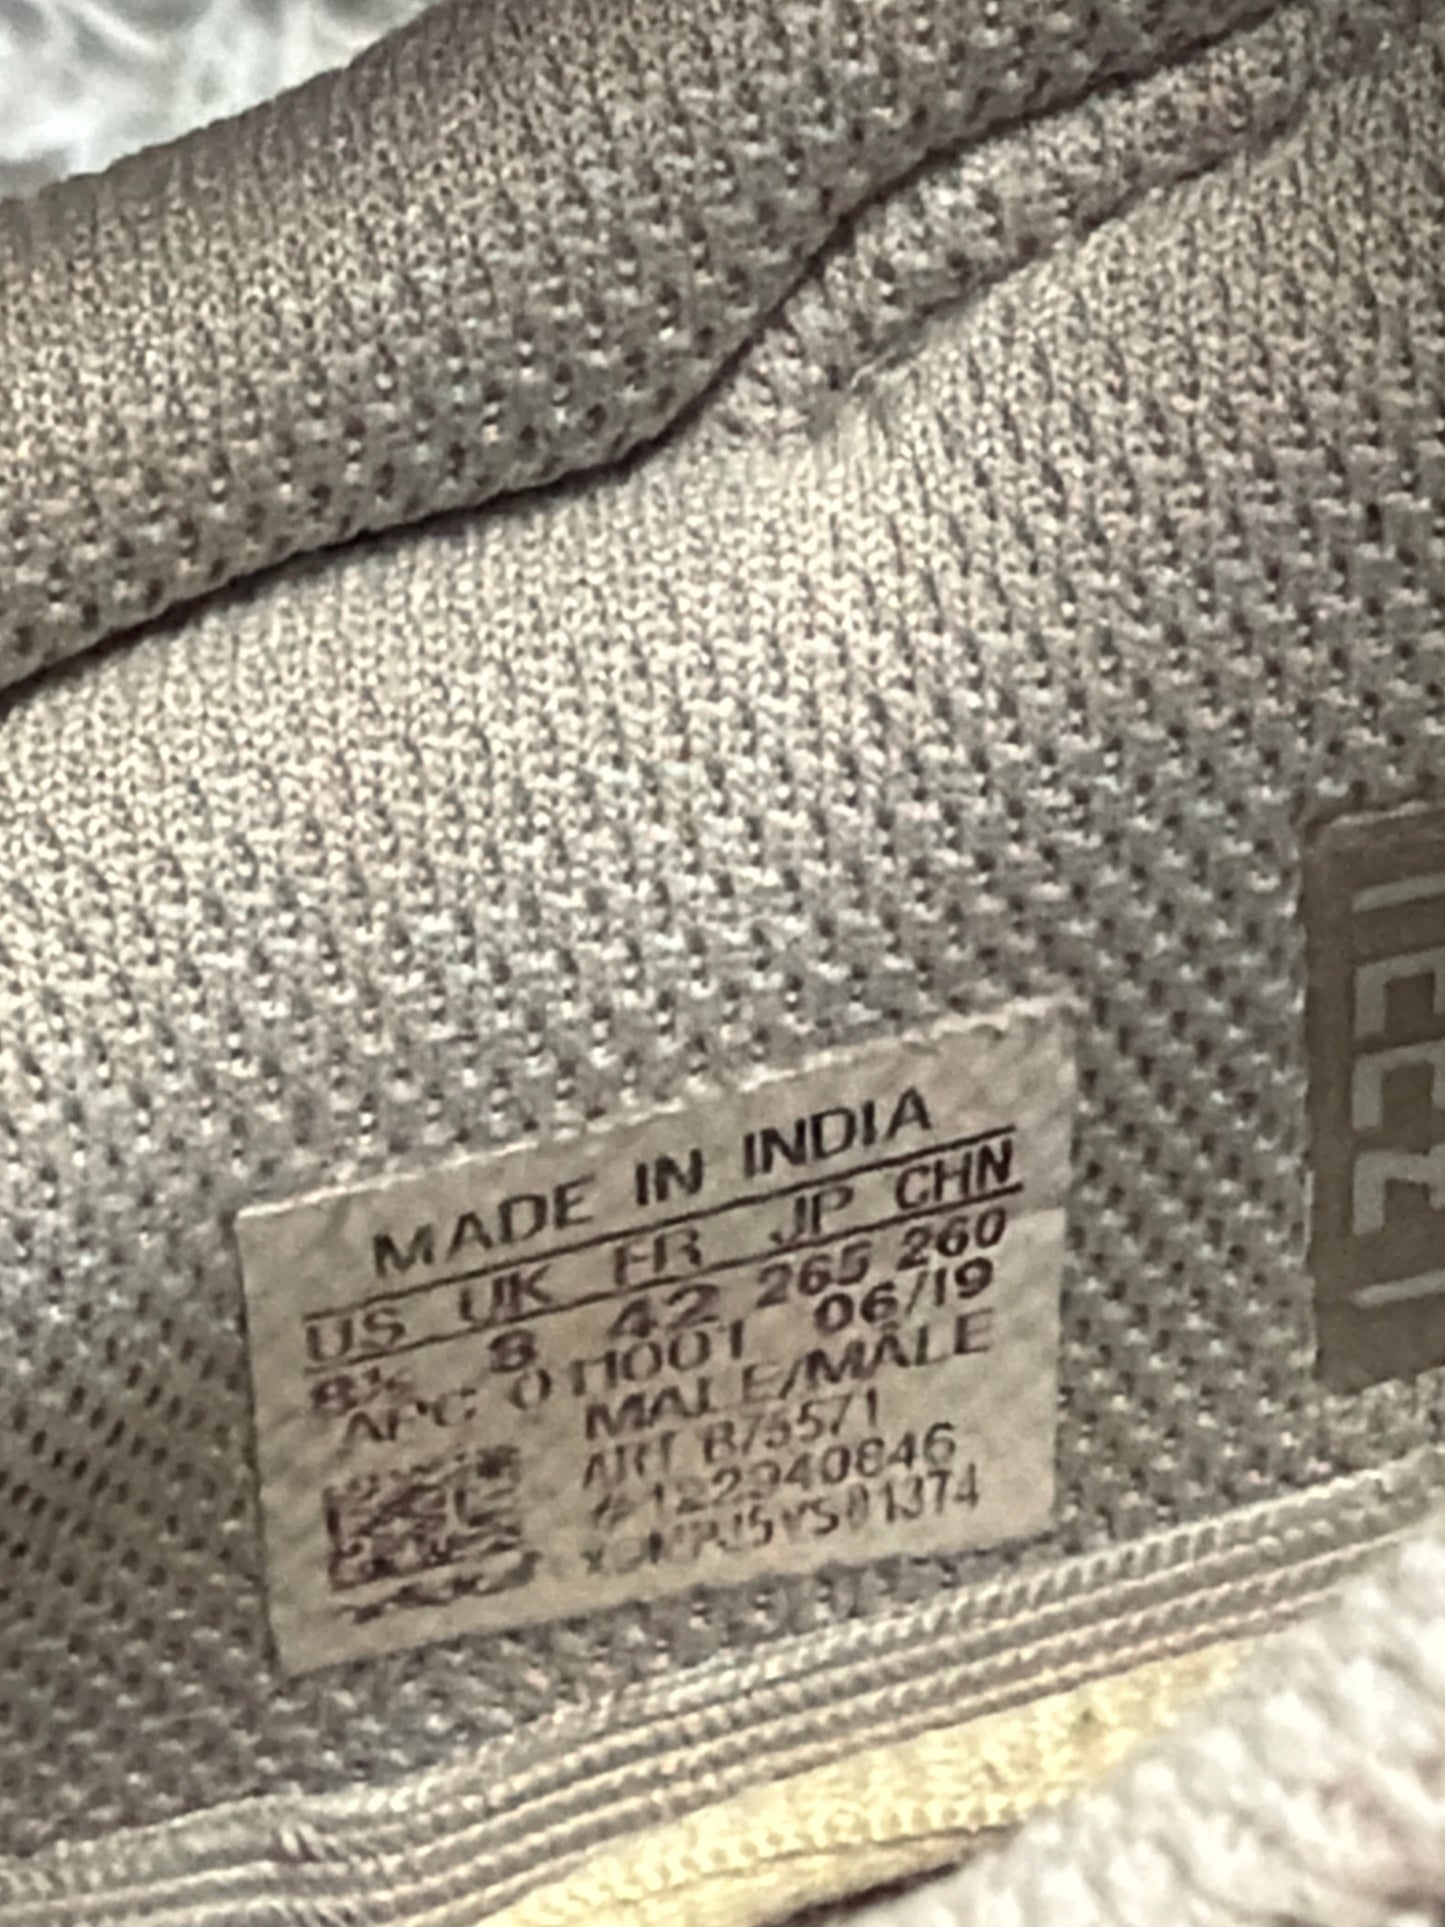 MADE IN INDIA
US UK FR JP CHN
8½ 8 42 265 260
APC 011001 06/19
MALE/MÂLE
ART B75571
#122940846